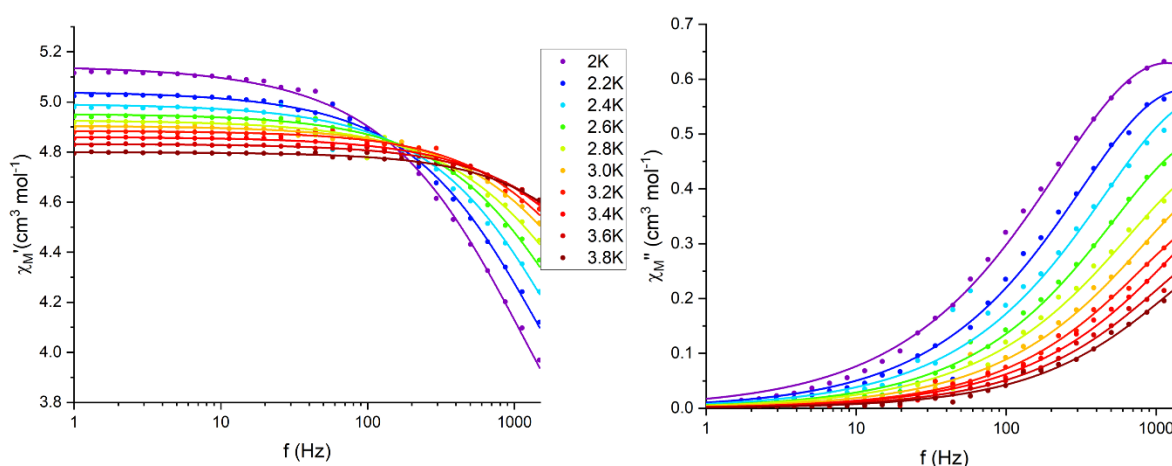 5.2
5.0
4.8
4.6
4.4
4.2
4.0
3.8
χM'(cm³ mol⁻¹)
1
10
100
1000
f (Hz)
2K
2.2K
2.4K
2.6K
2.8K
3.0K
3.2K
3.4K
3.6K
3.8K
0.7
0.6
0.5
0.4
0.3
0.2
0.1
0.0
χM'' (cm³ mol⁻¹)
1
10
100
1000
f (Hz)